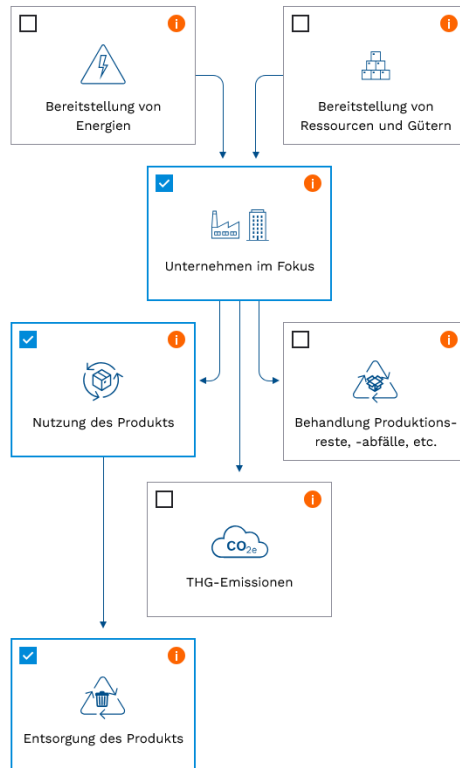 Bereitstellung von
Energien
Bereitstellung von
Ressourcen und Gütern
Unternehmen im Fokus
Nutzung des Produkts
Behandlung Produktions-
reste, -abfälle, etc.
CO2e
THG-Emissionen
Entsorgung des Produkts